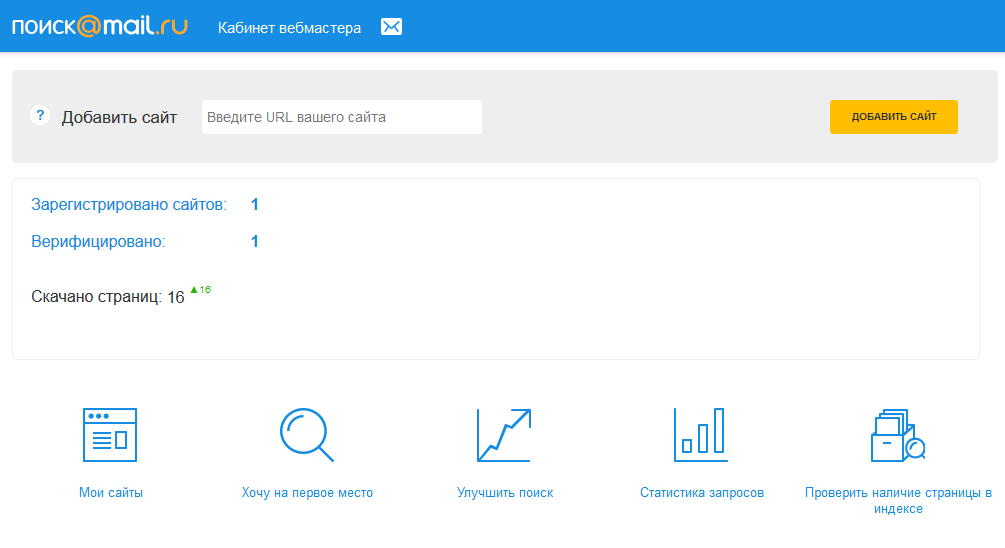 поиск@mail.ru Кабинет вебмастера
? Добавить сайт Введите URL вашего сайта ДОБАВИТЬ САЙТ
Зарегистрировано сайтов: 1
Верифицировано: 1
Скачано страниц: 16 ▲16
Мои сайты Хочу на первое место Улучшить поиск Статистика запросов Проверить наличие страницы в
индексе